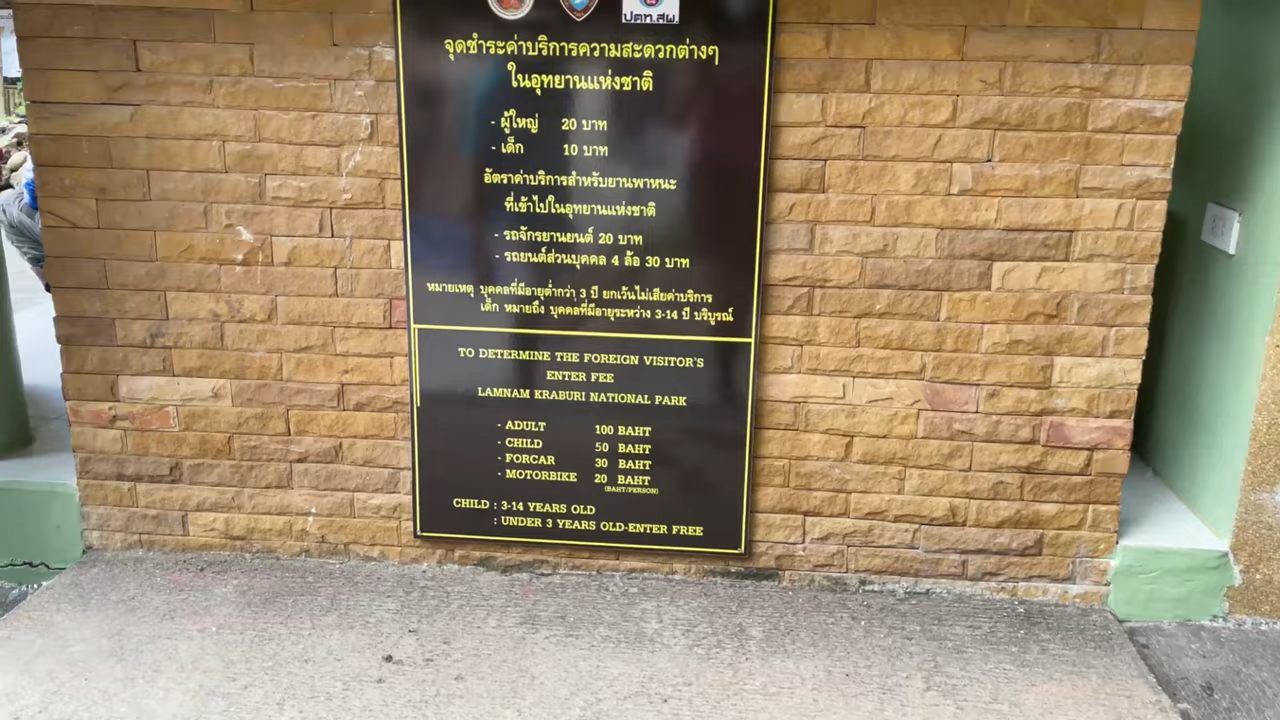 ปตท.สผ.
จุดชำระค่าบริการความสะดวกต่างๆ
ในอุทยานแห่งชาติ
- ผู้ใหญ่ 20 บาท
- เด็ก 10 บาท
อัตราค่าบริการสำหรับยานพาหนะ
ที่เข้าไปในอุทยานแห่งชาติ
- รถจักรยานยนต์ 20 บาท
- รถยนต์ส่วนบุคคล 4 ล้อ 30 บาท
หมายเหตุ บุคคลที่มีอายุต่ำกว่า 3 ปี ยกเว้นไม่เสียค่าบริการ
เด็ก หมายถึง บุคคลที่มีอายุระหว่าง 3-14 ปี บริบูรณ์
TO DETERMINE THE FOREIGN VISITOR'S
ENTER FEE
LAMNAM KRABURI NATIONAL PARK
- ADULT 100 BAHT
- CHILD 50 BAHT
- FORCAR 30 BAHT
- MOTORBIKE 20 BAHT
(BAHT/PERSON)
CHILD : 3-14 YEARS OLD
: UNDER 3 YEARS OLD-ENTER FREE